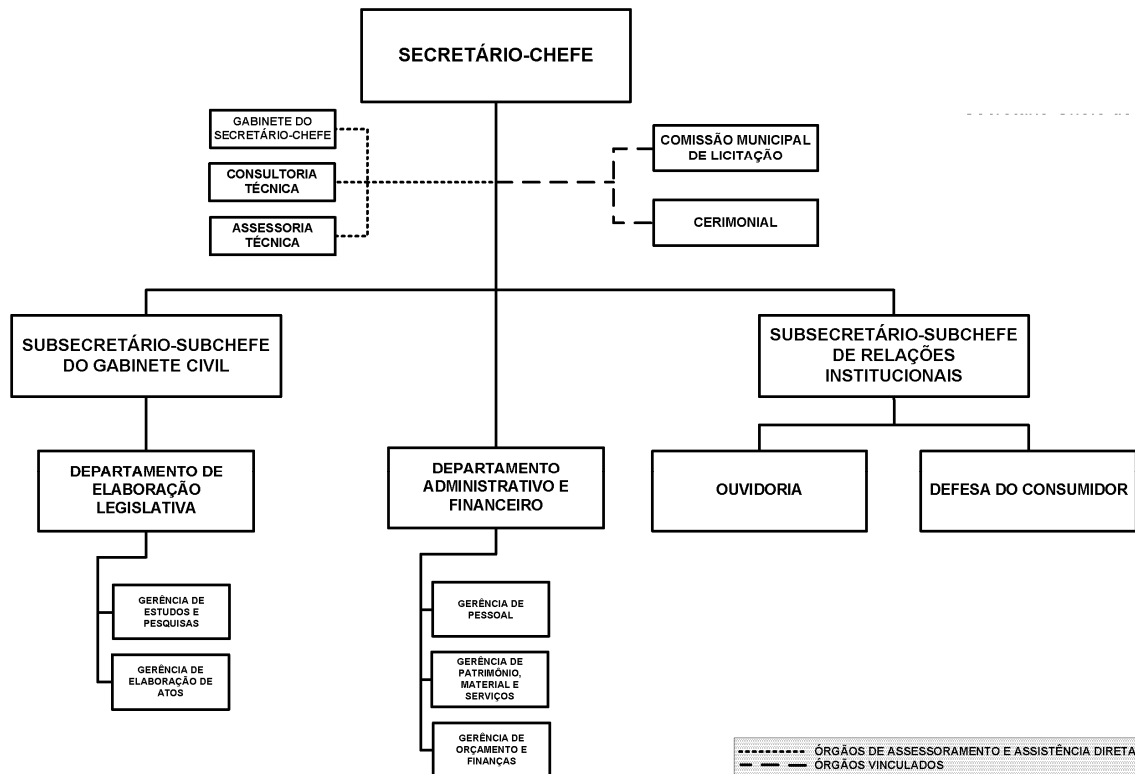 SECRETÁRIO-CHEFE
GABINETE DO
SECRETÁRIO-CHEFE
CONSULTORIA
TÉCNICA
ASSESSORIA
TÉCNICA
COMISSÃO MUNICIPAL
DE LICITAÇÃO
CERIMONIAL
SUBSECRETÁRIO-SUBCHEFE
DO GABINETE CIVIL
SUBSECRETÁRIO-SUBCHEFE
DE RELAÇÕES
INSTITUCIONAIS
DEPARTAMENTO DE
ELABORAÇÃO
LEGISLATIVA
DEPARTAMENTO
ADMINISTRATIVO E
FINANCEIRO
OUVIDORIA
DEFESA DO CONSUMIDOR
GERÊNCIA DE
ESTUDOS E
PESQUISAS
GERÊNCIA DE
ELABORAÇÃO DE
ATOS
GERÊNCIA DE
PESSOAL
GERÊNCIA DE
PATRIMÔNIO,
MATERIAL E
SERVIÇOS
GERÊNCIA DE
ORÇAMENTO E
FINANÇAS
ÓRGÃOS DE ASSESSORAMENTO E ASSISTÊNCIA DIRETA
ÓRGÃOS VINCULADOS